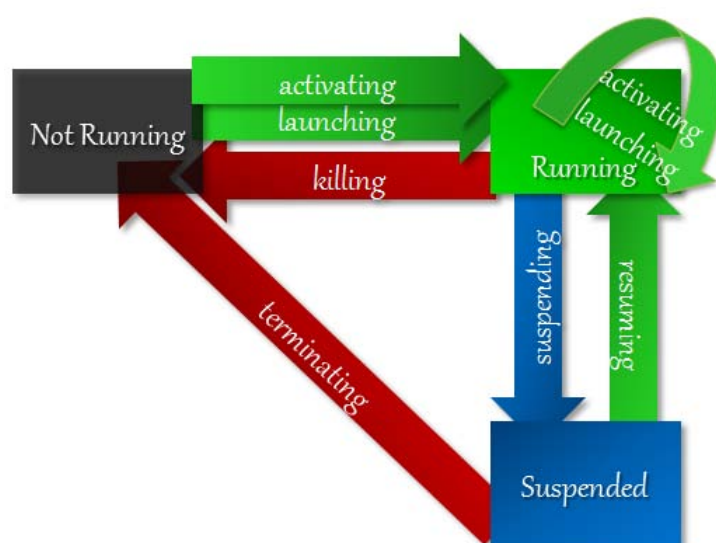 activating
launching
Not Running
killing
activating
launching
Running
suspending
resuming
terminating
Suspended